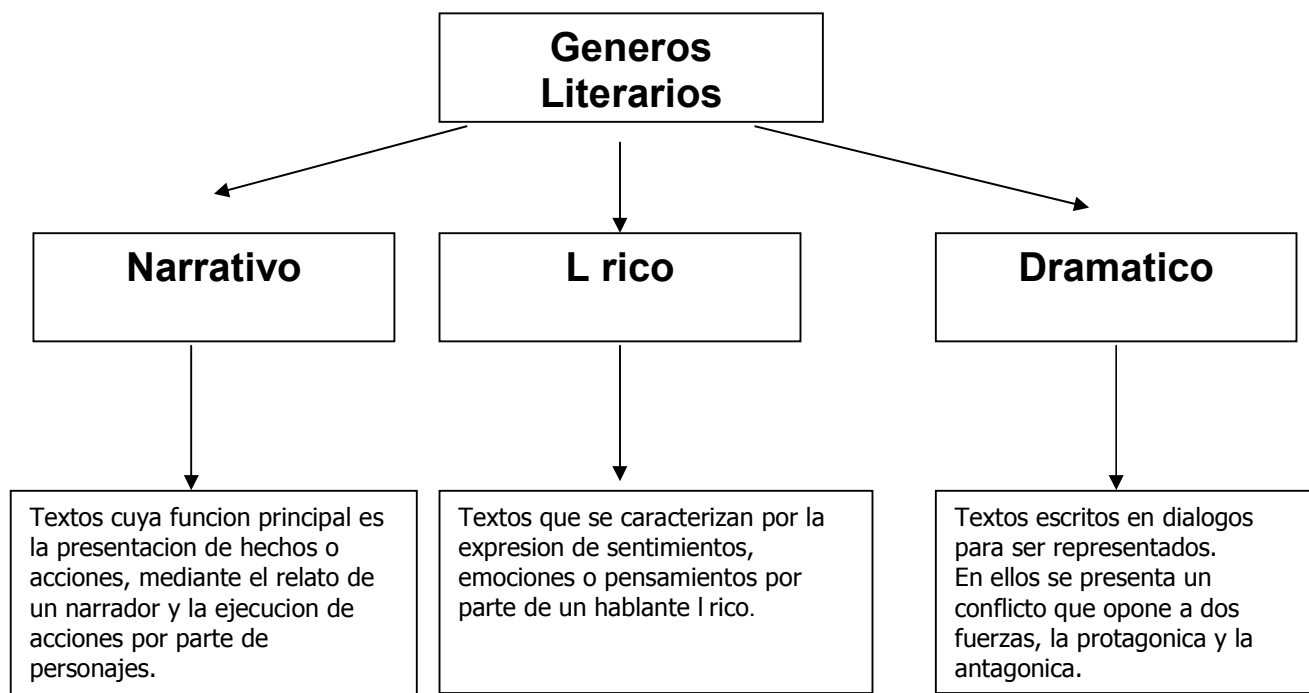 Generos
Literarios
Narrativo
L rico
Dramatico
Textos cuya funcion principal es
la presentacion de hechos o
acciones, mediante el relato de
un narrador y la ejecucion de
acciones por parte de
personajes.
Textos que se caracterizan por la
expresion de sentimientos,
emociones o pensamientos por
parte de un hablante l rico.
Textos escritos en dialogos
para ser representados.
En ellos se presenta un
conflicto que opone a dos
fuerzas, la protagonica y la
antagonica.